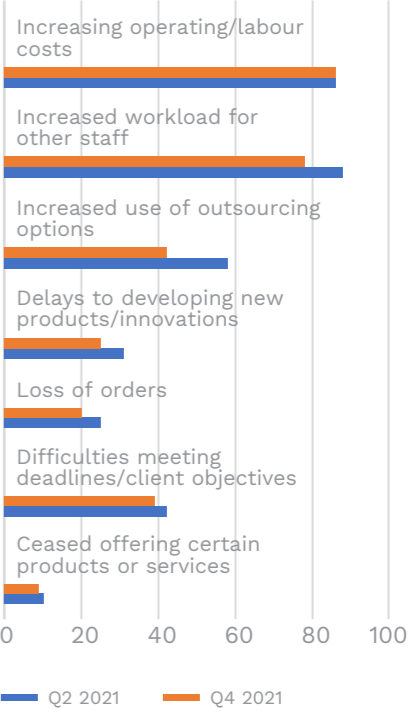 Increasing operating/labour
costs
Increased workload for
other staff
Increased use of outsourcing
options
Delays to developing new
products/innovations
Loss of orders
Difficulties meeting
deadlines/client objectives
Ceased offering certain
products or services
0 20 40 60 80 100
Q2 2021 Q4 2021